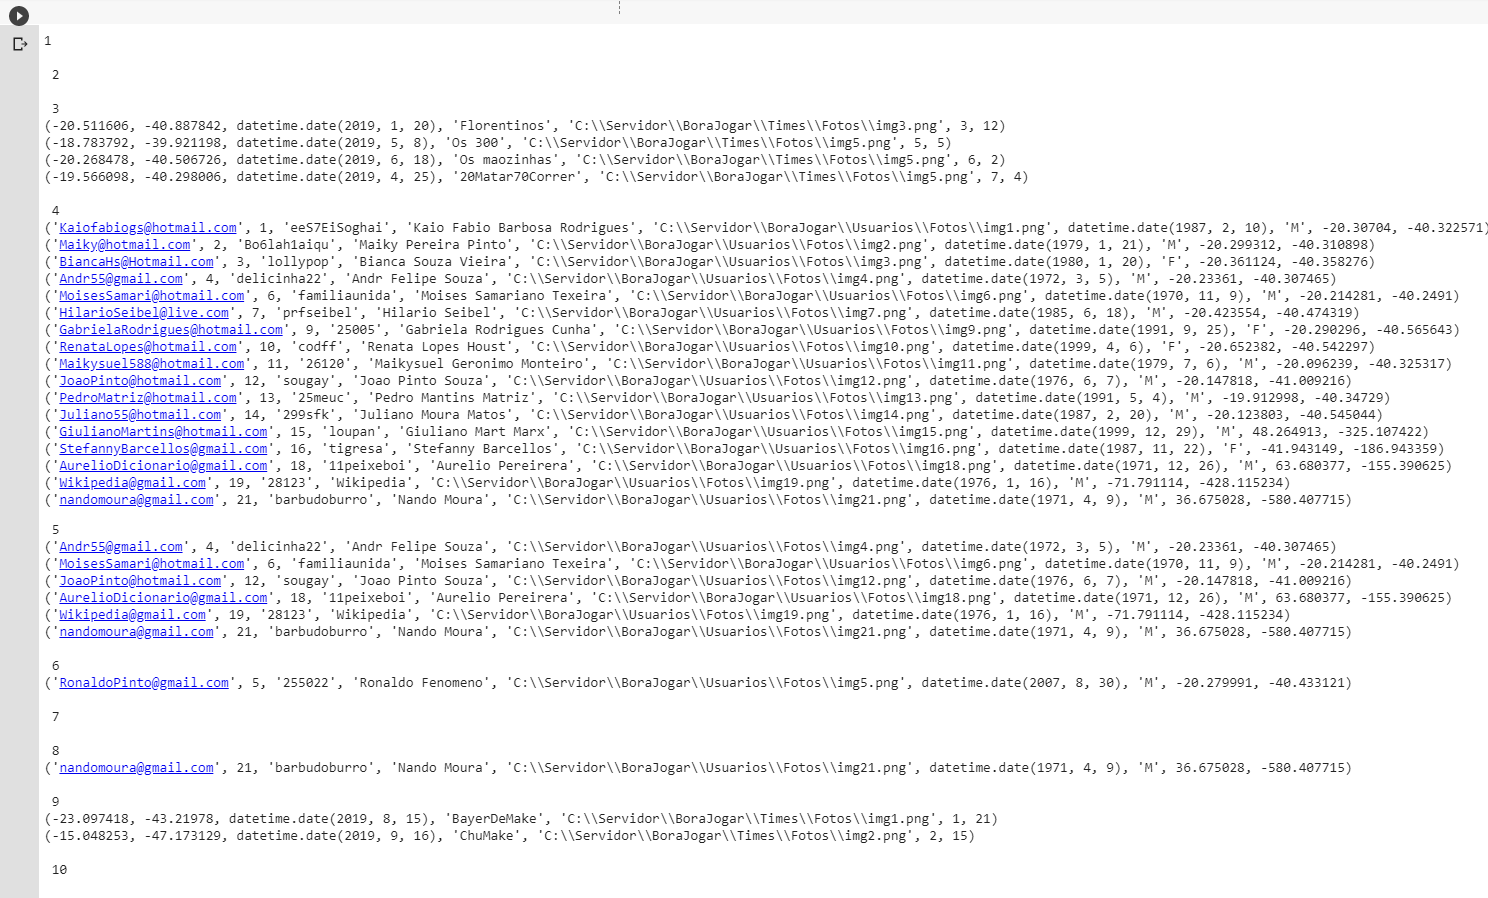 1
2
3
(-20.511606, -40.887842, datetime.date(2019, 1, 20), 'Florentinos', 'C:\\Servidor\\BoraJogar\\Times\\Fotos\\img3.png', 3, 12)
(-18.783792, -39.921198, datetime.date(2019, 5, 8), 'Os 300', 'C:\\Servidor\\BoraJogar\\Times\\Fotos\\img5.png', 5, 5)
(-20.268478, -40.506726, datetime.date(2019, 6, 18), 'Os maozinhas', 'C:\\Servidor\\BoraJogar\\Times\\Fotos\\img5.png', 6, 2)
(-19.566098, -40.298006, datetime.date(2019, 4, 25), '20Matar70Correr', 'C:\\Servidor\\BoraJogar\\Times\\Fotos\\img5.png', 7, 4)
4
('Kaiofabiogs@hotmail.com', 1, 'eeS7EiSoghai', 'Kaio Fabio Barbosa Rodrigues', 'C:\\Servidor\\BoraJogar\\Usuarios\\Fotos\\img1.png', datetime.date(1987, 2, 10), 'M', -20.30704, -40.322571)
('Maiky@hotmail.com', 2, 'Bo6lah1aiqu', 'Maiky Pereira Pinto', 'C:\\Servidor\\BoraJogar\\Usuarios\\Fotos\\img2.png', datetime.date(1979, 1, 21), 'M', -20.299312, -40.310898)
('BiancaHs@Hotmail.com', 3, 'lollypop', 'Bianca Souza Vieira', 'C:\\Servidor\\BoraJogar\\Usuarios\\Fotos\\img3.png', datetime.date(1980, 1, 20), 'F', -20.361124, -40.358276)
('Andr55@gmail.com', 4, 'delicinha22', 'Andr Felipe Souza', 'C:\\Servidor\\BoraJogar\\Usuarios\\Fotos\\img4.png', datetime.date(1972, 3, 5), 'M', -20.23361, -40.307465)
('MoisesSamari@hotmail.com', 6, 'familiaunida', 'Moises Samariano Texeira', 'C:\\Servidor\\BoraJogar\\Usuarios\\Fotos\\img6.png', datetime.date(1970, 11, 9), 'M', -20.214281, -40.2491)
('HilarioSeibel@live.com', 7, 'prfseibel', 'Hilario Seibel', 'C:\\Servidor\\BoraJogar\\Usuarios\\Fotos\\img7.png', datetime.date(1985, 6, 18), 'M', -20.423554, -40.474319)
('GabrielaRodrigues@hotmail.com', 9, '25005', 'Gabriela Rodrigues Cunha', 'C:\\Servidor\\BoraJogar\\Usuarios\\Fotos\\img9.png', datetime.date(1991, 9, 25), 'F', -20.290296, -40.565643)
('RenataLopes@hotmail.com', 10, 'codff', 'Renata Lopes Houst', 'C:\\Servidor\\BoraJogar\\Usuarios\\Fotos\\img10.png', datetime.date(1999, 4, 6), 'F', -20.652382, -40.542297)
('Maikysuel588@hotmail.com', 11, '26120', 'Maikysuel Geronimo Monteiro', 'C:\\Servidor\\BoraJogar\\Usuarios\\Fotos\\img11.png', datetime.date(1979, 7, 6), 'M', -20.096239, -40.325317)
('JoaoPinto@hotmail.com', 12, 'sougay', 'Joao Pinto Souza', 'C:\\Servidor\\BoraJogar\\Usuarios\\Fotos\\img12.png', datetime.date(1976, 6, 7), 'M', -20.147818, -41.009216)
('PedroMatriz@hotmail.com', 13, '25meuc', 'Pedro Mantins Matriz', 'C:\\Servidor\\BoraJogar\\Usuarios\\Fotos\\img13.png', datetime.date(1991, 5, 4), 'M', -19.912998, -40.34729)
('Juliano55@hotmail.com', 14, '299sfk', 'Juliano Moura Matos', 'C:\\Servidor\\BoraJogar\\Usuarios\\Fotos\\img14.png', datetime.date(1987, 2, 20), 'M', -20.123803, -40.545044)
('GiulianoMartins@hotmail.com', 15, 'loupan', 'Giuliano Mart Marx', 'C:\\Servidor\\BoraJogar\\Usuarios\\Fotos\\img15.png', datetime.date(1999, 12, 29), 'M', 48.264913, -325.107422)
('StefannyBarcellos@gmail.com', 16, 'tigresa', 'Stefanny Barcellos', 'C:\\Servidor\\BoraJogar\\Usuarios\\Fotos\\img16.png', datetime.date(1987, 11, 22), 'F', -41.943149, -186.943359)
('AurelioDicionario@gmail.com', 18, '11peixeboi', 'Aurelio Pereirera', 'C:\\Servidor\\BoraJogar\\Usuarios\\Fotos\\img18.png', datetime.date(1971, 12, 26), 'M', 63.680377, -155.390625)
('Wikipedia@gmail.com', 19, '28123', 'Wikipedia', 'C:\\Servidor\\BoraJogar\\Usuarios\\Fotos\\img19.png', datetime.date(1976, 1, 16), 'M', -71.791114, -428.115234)
('nandomoura@gmail.com', 21, 'barbudoburro', 'Nando Moura', 'C:\\Servidor\\BoraJogar\\Usuarios\\Fotos\\img21.png', datetime.date(1971, 4, 9), 'M', 36.675028, -580.407715)
5
('Andr55@gmail.com', 4, 'delicinha22', 'Andr Felipe Souza', 'C:\\Servidor\\BoraJogar\\Usuarios\\Fotos\\img4.png', datetime.date(1972, 3, 5), 'M', -20.23361, -40.307465)
('MoisesSamari@hotmail.com', 6, 'familiaunida', 'Moises Samariano Texeira', 'C:\\Servidor\\BoraJogar\\Usuarios\\Fotos\\img6.png', datetime.date(1970, 11, 9), 'M', -20.214281, -40.2491)
('JoaoPinto@hotmail.com', 12, 'sougay', 'Joao Pinto Souza', 'C:\\Servidor\\BoraJogar\\Usuarios\\Fotos\\img12.png', datetime.date(1976, 6, 7), 'M', -20.147818, -41.009216)
('AurelioDicionario@gmail.com', 18, '11peixeboi', 'Aurelio Pereirera', 'C:\\Servidor\\BoraJogar\\Usuarios\\Fotos\\img18.png', datetime.date(1971, 12, 26), 'M', 63.680377, -155.390625)
('Wikipedia@gmail.com', 19, '28123', 'Wikipedia', 'C:\\Servidor\\BoraJogar\\Usuarios\\Fotos\\img19.png', datetime.date(1976, 1, 16), 'M', -71.791114, -428.115234)
('nandomoura@gmail.com', 21, 'barbudoburro', 'Nando Moura', 'C:\\Servidor\\BoraJogar\\Usuarios\\Fotos\\img21.png', datetime.date(1971, 4, 9), 'M', 36.675028, -580.407715)
6
('RonaldoPinto@gmail.com', 5, '255022', 'Ronaldo Fenomeno', 'C:\\Servidor\\BoraJogar\\Usuarios\\Fotos\\img5.png', datetime.date(2007, 8, 30), 'M', -20.279991, -40.433121)
7
8
('nandomoura@gmail.com', 21, 'barbudoburro', 'Nando Moura', 'C:\\Servidor\\BoraJogar\\Usuarios\\Fotos\\img21.png', datetime.date(1971, 4, 9), 'M', 36.675028, -580.407715)
9
(-23.097418, -43.21978, datetime.date(2019, 8, 15), 'BayerDeMake', 'C:\\Servidor\\BoraJogar\\Times\\Fotos\\img1.png', 1, 21)
(-15.048253, -47.173129, datetime.date(2019, 9, 16), 'ChuMake', 'C:\\Servidor\\BoraJogar\\Times\\Fotos\\img2.png', 2, 15)
10